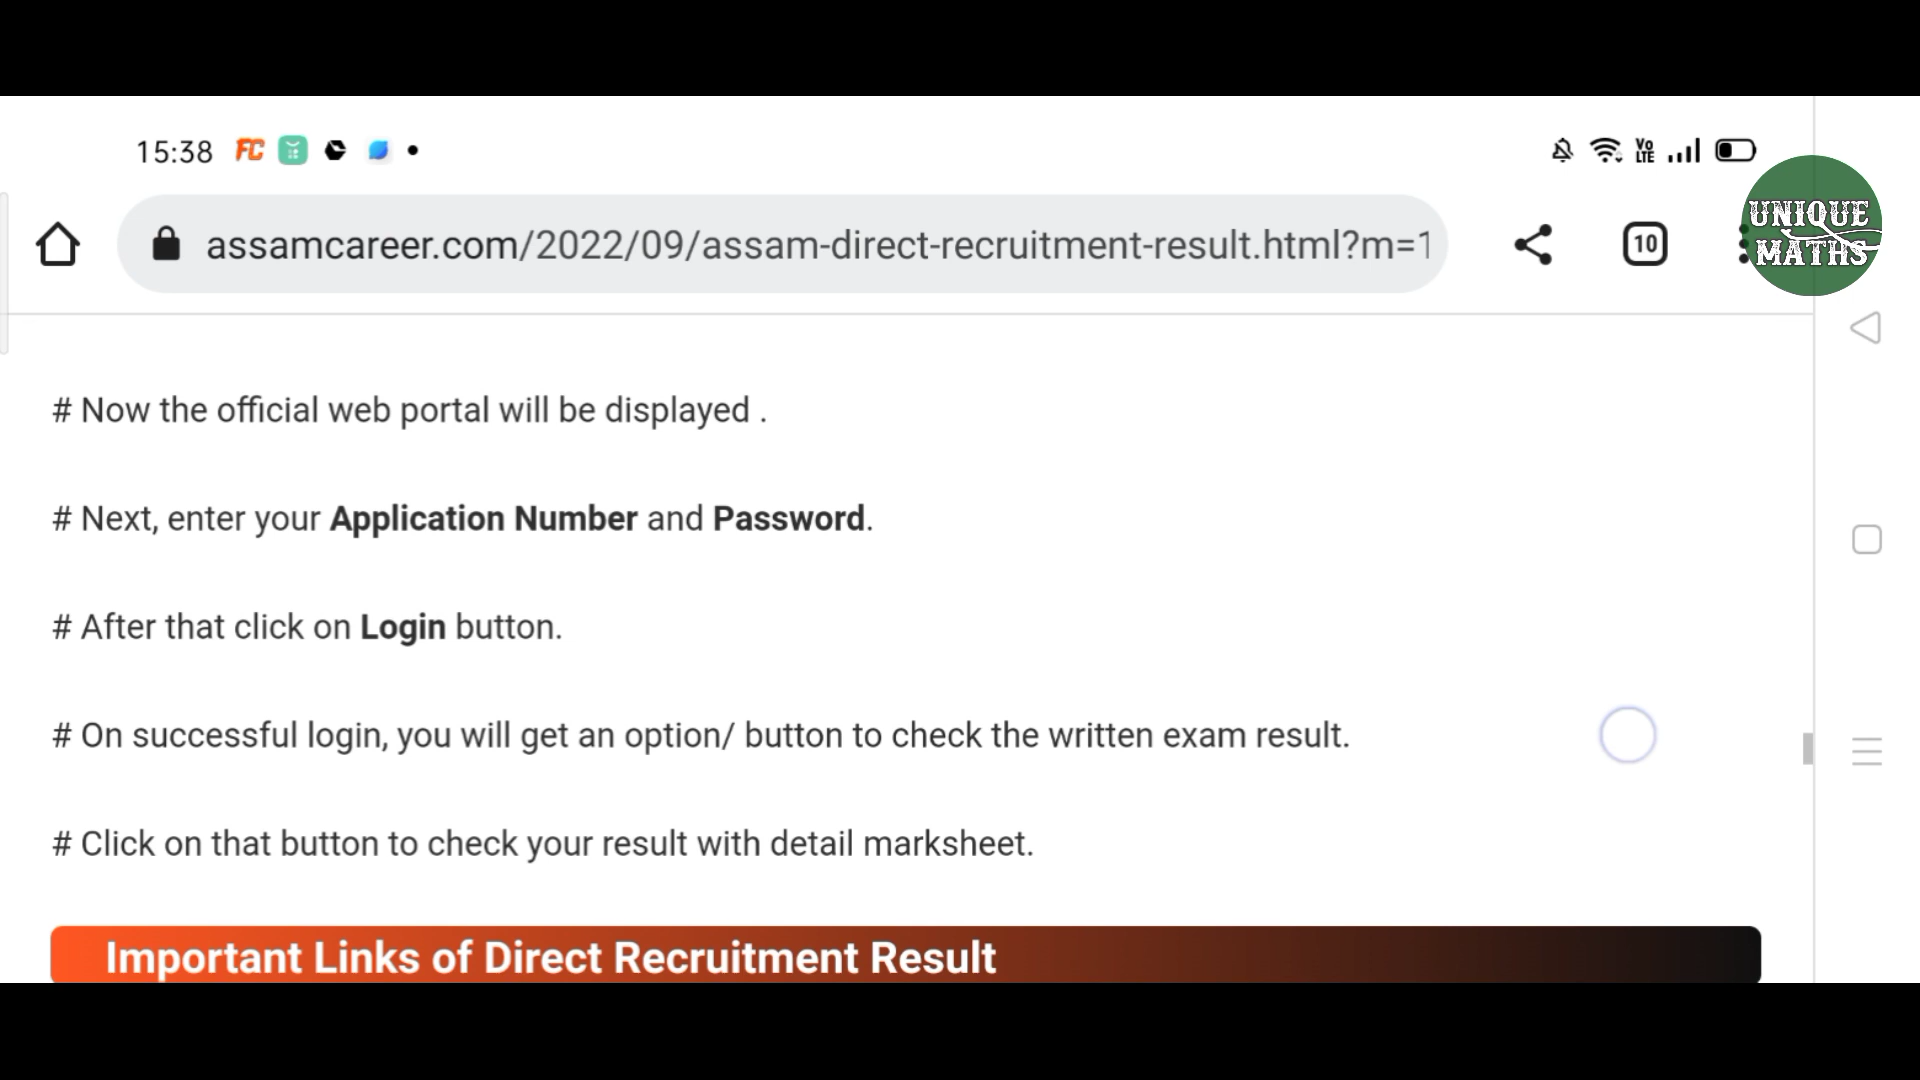 15:38 FC Vo LTE
assamcareer.com/2022/09/assam-direct-recruitment-result.html?m=1
10
UNIQUE
MATHS
# Now the official web portal will be displayed .
# Next, enter your Application Number and Password.
# After that click on Login button.
# On successful login, you will get an option/ button to check the written exam result.
# Click on that button to check your result with detail marksheet.
Important Links of Direct Recruitment Result